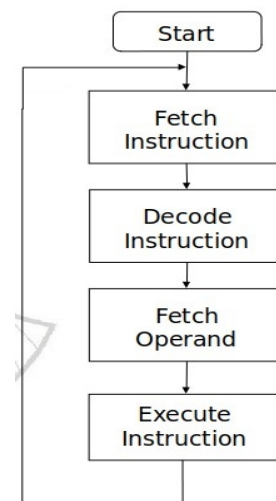 Start
Fetch
Instruction
Decode
Instruction
Fetch
Operand
Execute
Instruction